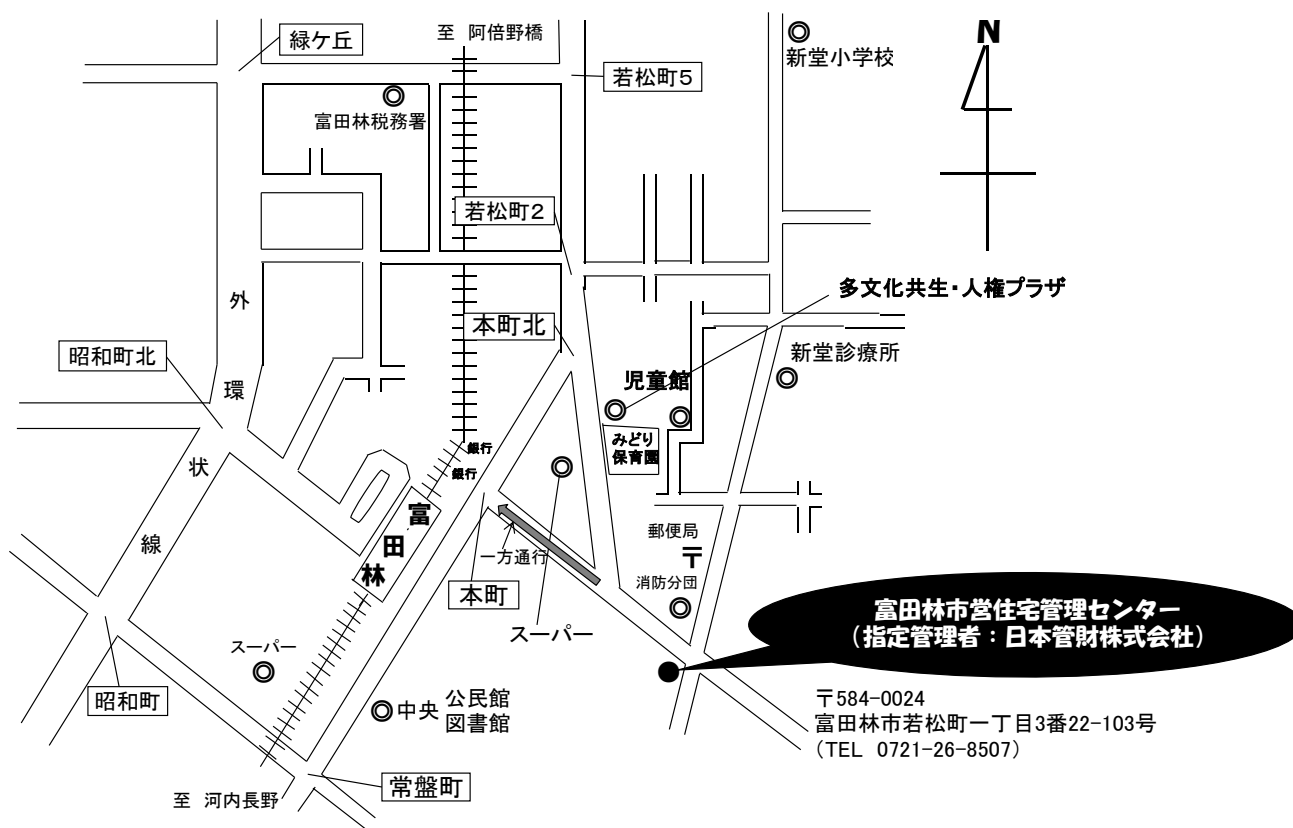 至 阿倍野橋
緑ケ丘
N
新堂小学校
若松町5
富田林税務署
若松町2
多文化共生・人権プラザ
外
環
状
線
本町北
昭和町北
新堂診療所
児童館
みどり
保育園
銀行
銀行
富
田
林
郵便局
〒
一方通行
消防分団
本町
スーパー
富田林市営住宅管理センター
(指定管理者:日本管財株式会社)
スーパー
昭和町
中央
公民館
図書館
〒584-0024
富田林市若松町一丁目3番22-103号
(TEL 0721-26-8507)
常盤町
至 河内長野